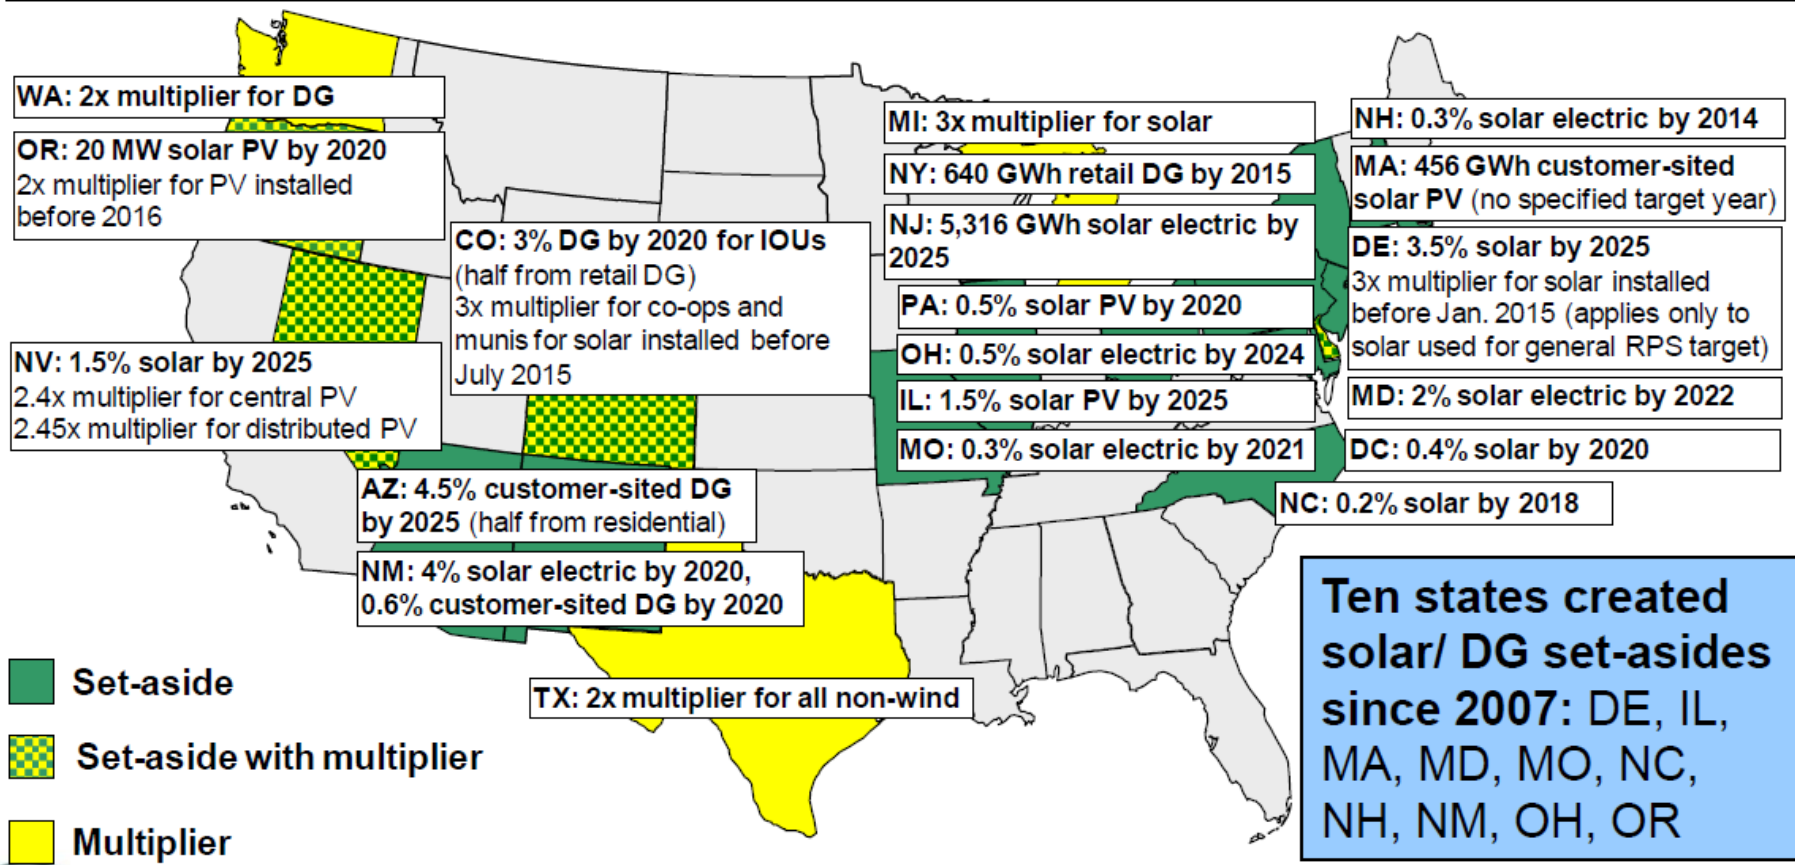 WA: 2x multiplier for DG
OR: 20 MW solar PV by 2020
2x multiplier for PV installed
before 2016
CO: 3% DG by 2020 for IOUs
(half from retail DG)
3x multiplier for co-ops and
munis for solar installed before
July 2015
NV: 1.5% solar by 2025
2.4x multiplier for central PV
2.45x multiplier for distributed PV
AZ: 4.5% customer-sited DG
by 2025 (half from residential)
NM: 4% solar electric by 2020,
0.6% customer-sited DG by 2020
TX: 2x multiplier for all non-wind
MI: 3x multiplier for solar
NY: 640 GWh retail DG by 2015
NJ: 5,316 GWh solar electric by
2025
PA: 0.5% solar PV by 2020
OH: 0.5% solar electric by 2024
IL: 1.5% solar PV by 2025
MO: 0.3% solar electric by 2021
NH: 0.3% solar electric by 2014
MA: 456 GWh customer-sited
solar PV (no specified target year)
DE: 3.5% solar by 2025
3x multiplier for solar installed
before Jan. 2015 (applies only to
solar used for general RPS target)
MD: 2% solar electric by 2022
DC: 0.4% solar by 2020
NC: 0.2% solar by 2018
Set-aside
Set-aside with multiplier
Multiplier
Ten states created
solar/ DG set-asides
since 2007: DE, IL,
MA, MD, MO, NC,
NH, NM, OH, OR